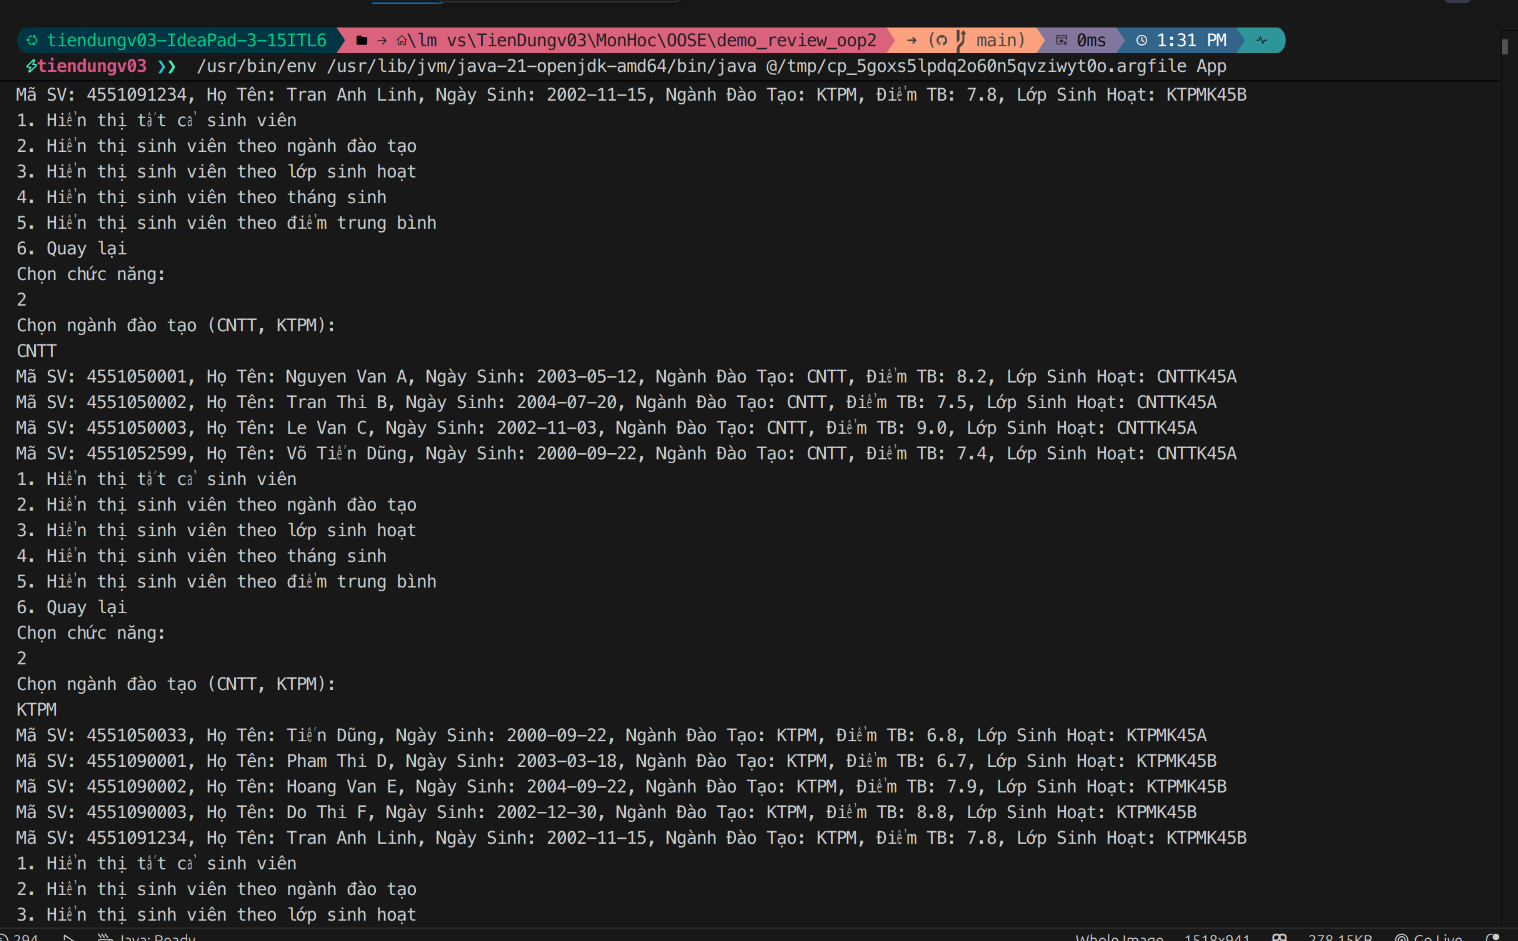 tiendungv03-IdeaPad-3-15ITL6 → \lm vs\TienDungv03\MonHoc\OOSE\demo_review_oop2 → ( main) 0ms 1:31 PM
⚡tiendungv03 ❯❯ /usr/bin/env /usr/lib/jvm/java-21-openjdk-amd64/bin/java @/tmp/cp_5goxs5lpdq2o60n5qvziwyt0o.argfile App
Mã SV: 4551091234, Họ Tên: Tran Anh Linh, Ngày Sinh: 2002-11-15, Ngành Đào Tạo: KTPM, Điểm TB: 7.8, Lớp Sinh Hoạt: KTPMK45B
1. Hiển thị tất cả sinh viên
2. Hiển thị sinh viên theo ngành đào tạo
3. Hiển thị sinh viên theo lớp sinh hoạt
4. Hiển thị sinh viên theo tháng sinh
5. Hiển thị sinh viên theo điểm trung bình
6. Quay lại
Chọn chức năng:
2
Chọn ngành đào tạo (CNTT, KTPM):
CNTT
Mã SV: 4551050001, Họ Tên: Nguyen Van A, Ngày Sinh: 2003-05-12, Ngành Đào Tạo: CNTT, Điểm TB: 8.2, Lớp Sinh Hoạt: CNTTK45A
Mã SV: 4551050002, Họ Tên: Tran Thi B, Ngày Sinh: 2004-07-20, Ngành Đào Tạo: CNTT, Điểm TB: 7.5, Lớp Sinh Hoạt: CNTTK45A
Mã SV: 4551050003, Họ Tên: Le Van C, Ngày Sinh: 2002-11-03, Ngành Đào Tạo: CNTT, Điểm TB: 9.0, Lớp Sinh Hoạt: CNTTK45A
Mã SV: 4551052599, Họ Tên: Võ Tiến Dũng, Ngày Sinh: 2000-09-22, Ngành Đào Tạo: CNTT, Điểm TB: 7.4, Lớp Sinh Hoạt: CNTTK45A
1. Hiển thị tất cả sinh viên
2. Hiển thị sinh viên theo ngành đào tạo
3. Hiển thị sinh viên theo lớp sinh hoạt
4. Hiển thị sinh viên theo tháng sinh
5. Hiển thị sinh viên theo điểm trung bình
6. Quay lại
Chọn chức năng:
2
Chọn ngành đào tạo (CNTT, KTPM):
KTPM
Mã SV: 4551050033, Họ Tên: Tiến Dũng, Ngày Sinh: 2000-09-22, Ngành Đào Tạo: KTPM, Điểm TB: 6.8, Lớp Sinh Hoạt: KTPMK45A
Mã SV: 4551090001, Họ Tên: Pham Thi D, Ngày Sinh: 2003-03-18, Ngành Đào Tạo: KTPM, Điểm TB: 6.7, Lớp Sinh Hoạt: KTPMK45B
Mã SV: 4551090002, Họ Tên: Hoang Van E, Ngày Sinh: 2004-09-22, Ngành Đào Tạo: KTPM, Điểm TB: 7.9, Lớp Sinh Hoạt: KTPMK45B
Mã SV: 4551090003, Họ Tên: Do Thi F, Ngày Sinh: 2002-12-30, Ngành Đào Tạo: KTPM, Điểm TB: 8.8, Lớp Sinh Hoạt: KTPMK45B
Mã SV: 4551091234, Họ Tên: Tran Anh Linh, Ngày Sinh: 2002-11-15, Ngành Đào Tạo: KTPM, Điểm TB: 7.8, Lớp Sinh Hoạt: KTPMK45B
1. Hiển thị tất cả sinh viên
2. Hiển thị sinh viên theo ngành đào tạo
3. Hiển thị sinh viên theo lớp sinh hoạt
294 Java: Ready Whole Image 1518x941 278.15KB Go Live